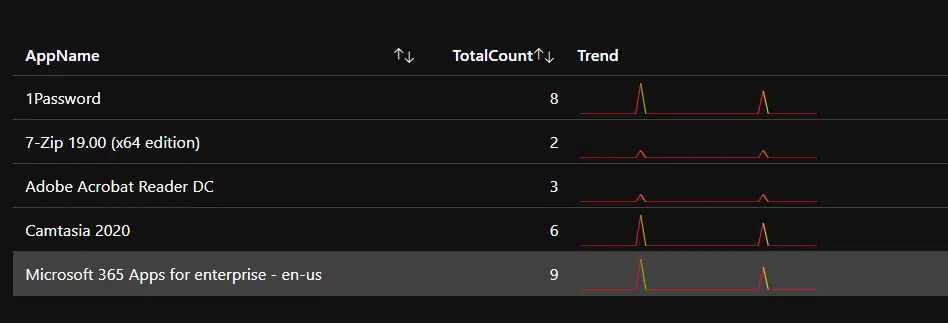 AppName TotalCount Trend
1Password 8
7-Zip 19.00 (x64 edition) 2
Adobe Acrobat Reader DC 3
Camtasia 2020 6
Microsoft 365 Apps for enterprise - en-us 9